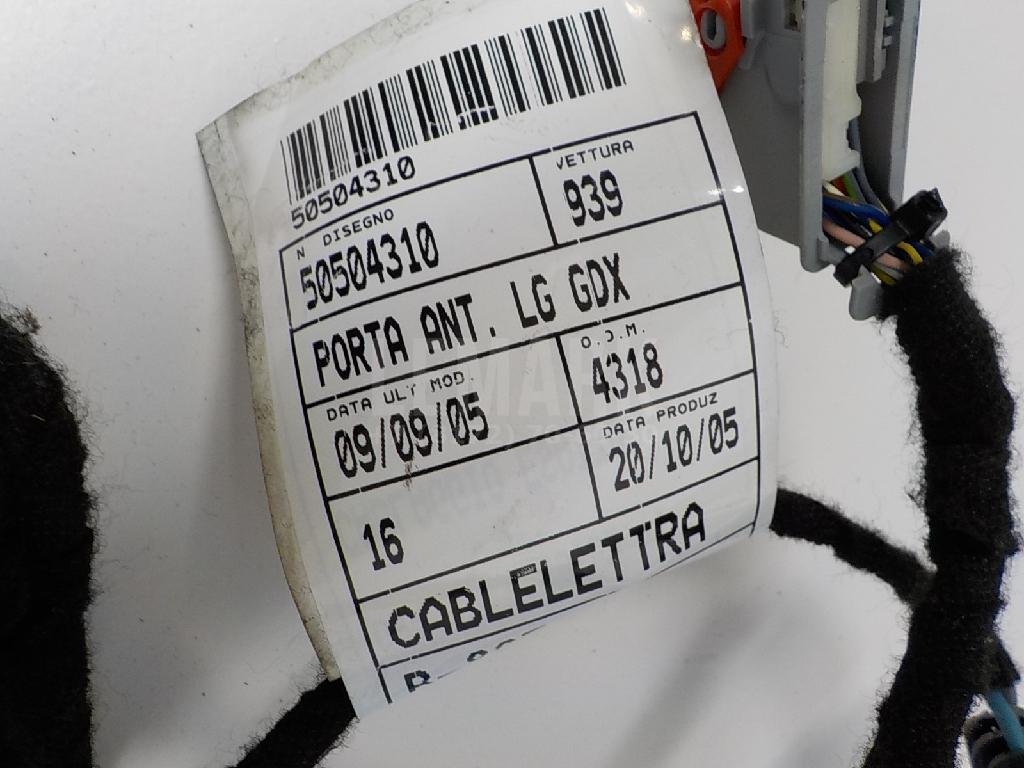 50504310
N DISEGNO VETTURA
50504310 939
PORTA ANT. LG GDX
DATA ULT MOD. O.D.M.
09/09/05 4318
DATA PRODUZ
16 20/10/05
CABLELETTRA